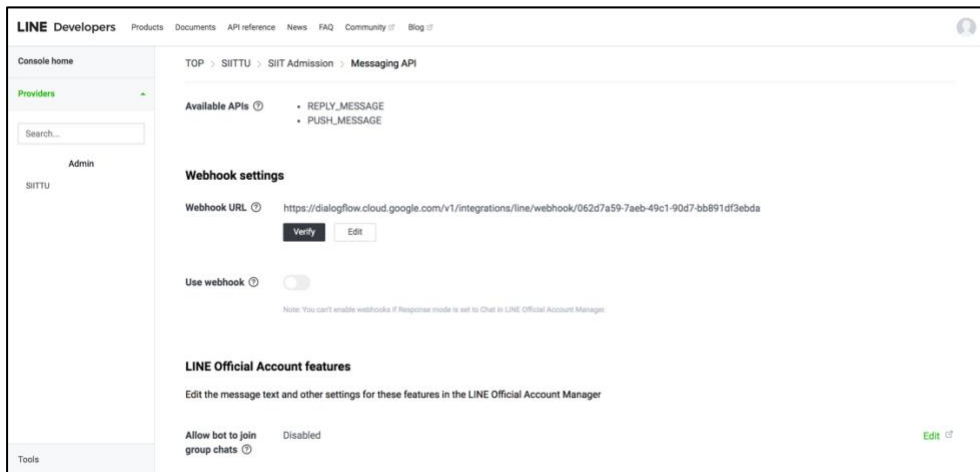 LINE Developers Products Documents API reference News FAQ Community Blog
Console home
Providers
Search...
Admin
SIITTU
Tools
TOP > SIITTU > SIIT Admission > Messaging API
Available APIs
• REPLY_MESSAGE
• PUSH_MESSAGE
Webhook settings
Webhook URL https://dialogflow.cloud.google.com/v1/integrations/line/webhook/062d7a59-7aeb-49c1-90d7-bb891df3ebda
Verify Edit
Use webhook
Note: You can't enable webhooks if Response mode is set to Chat in LINE Official Account Manager.
LINE Official Account features
Edit the message text and other settings for these features in the LINE Official Account Manager
Allow bot to join Disabled Edit
group chats